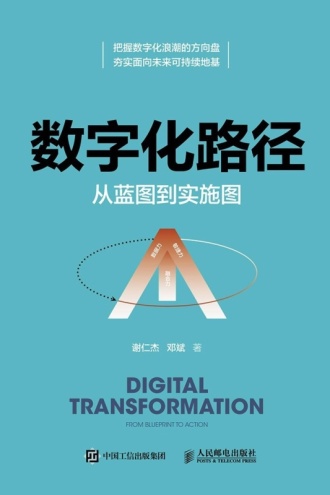 把握数字化浪潮的方向盘
夯实面向未来可持续地基
数字化路径
从蓝图到实施图
谢仁杰 邓斌 著
DIGITAL
TRANSFORMATION
FROM BLUEPRINT TO ACTION
中国工信出版集团
人民邮电出版社
POSTS & TELECOM PRESS